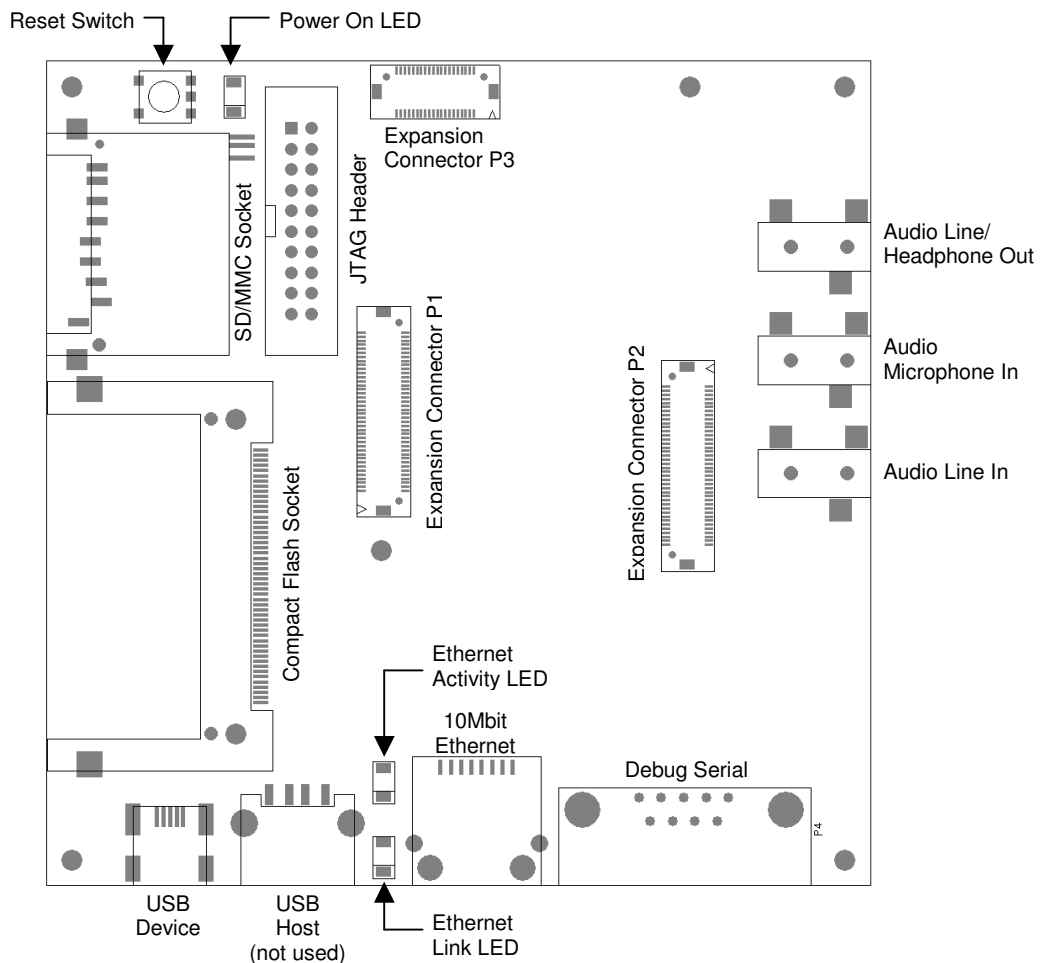 Reset Switch
Power On LED
Expansion
Connector P3
SD/MMC Socket
JTAG Header
Audio Line/
Headphone Out
Expansion Connector P1
Audio
Microphone In
Expansion Connector P2
Audio Line In
Compact Flash Socket
Ethernet
Activity LED
10Mbit
Ethernet
Debug Serial
P4
USB
Device
USB
Host
(not used)
Ethernet
Link LED